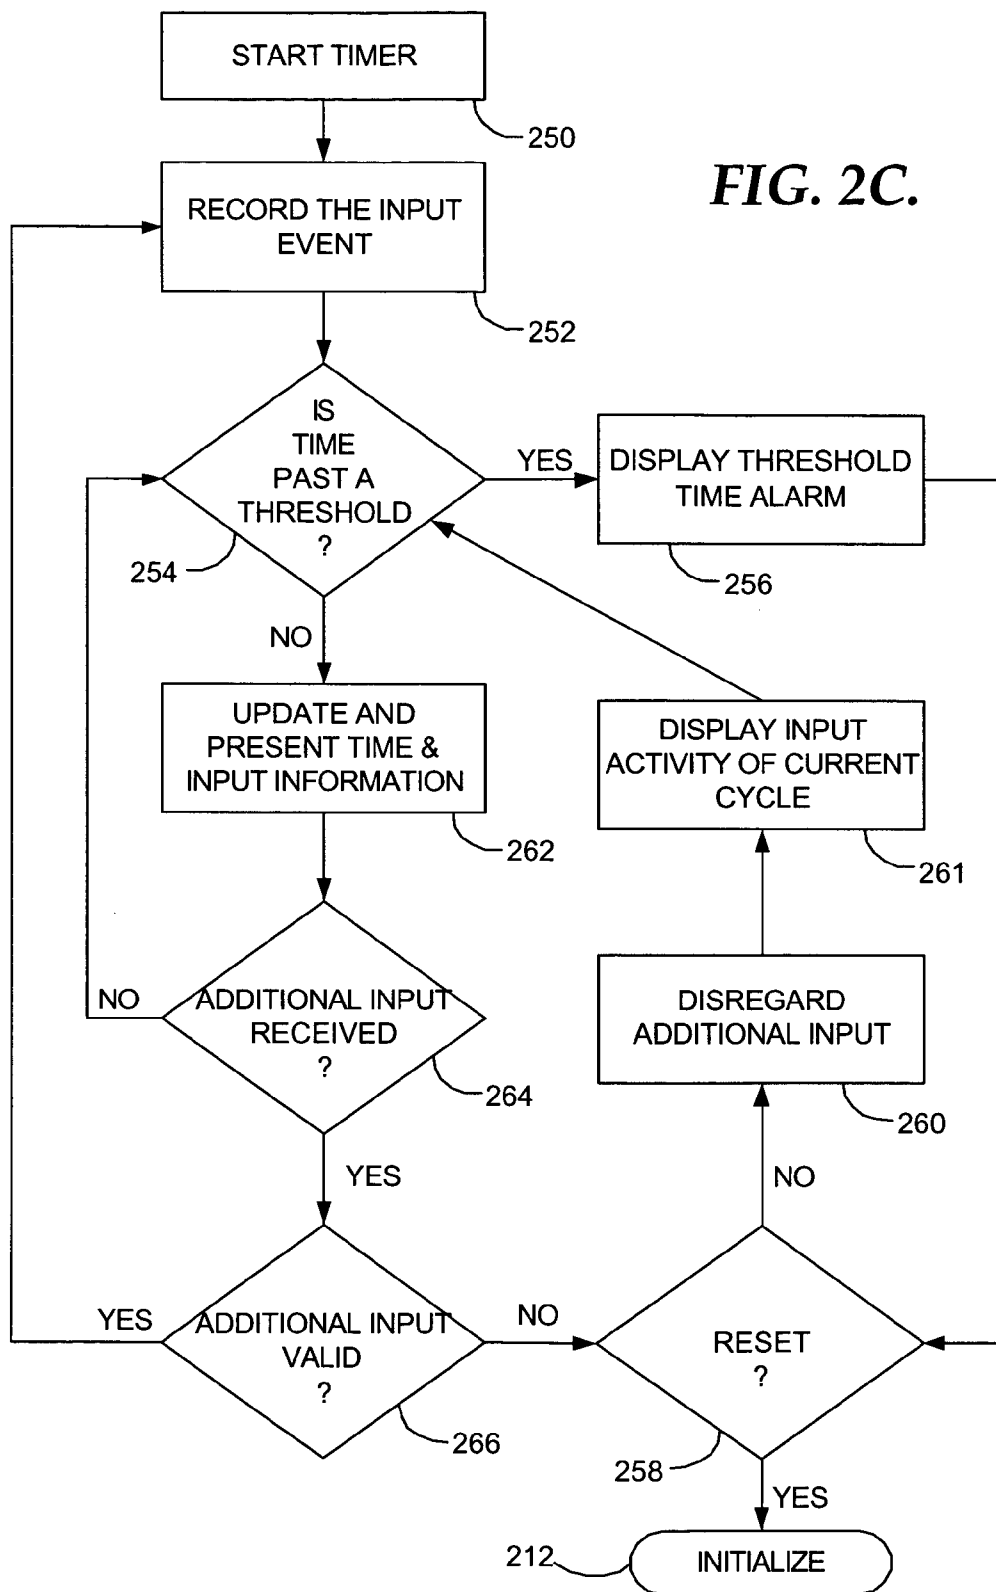 START TIMER
250
FIG. 2C.
RECORD THE INPUT
EVENT
252
IS
TIME
PAST A
THRESHOLD
?
254
YES
DISPLAY THRESHOLD
TIME ALARM
256
NO
UPDATE AND
PRESENT TIME &
INPUT INFORMATION
262
DISPLAY INPUT
ACTIVITY OF CURRENT
CYCLE
261
ADDITIONAL INPUT
RECEIVED
?
NO
264
DISREGARD
ADDITIONAL INPUT
260
YES
NO
ADDITIONAL INPUT
VALID
?
YES
NO
266
RESET
?
258
YES
212
INITIALIZE